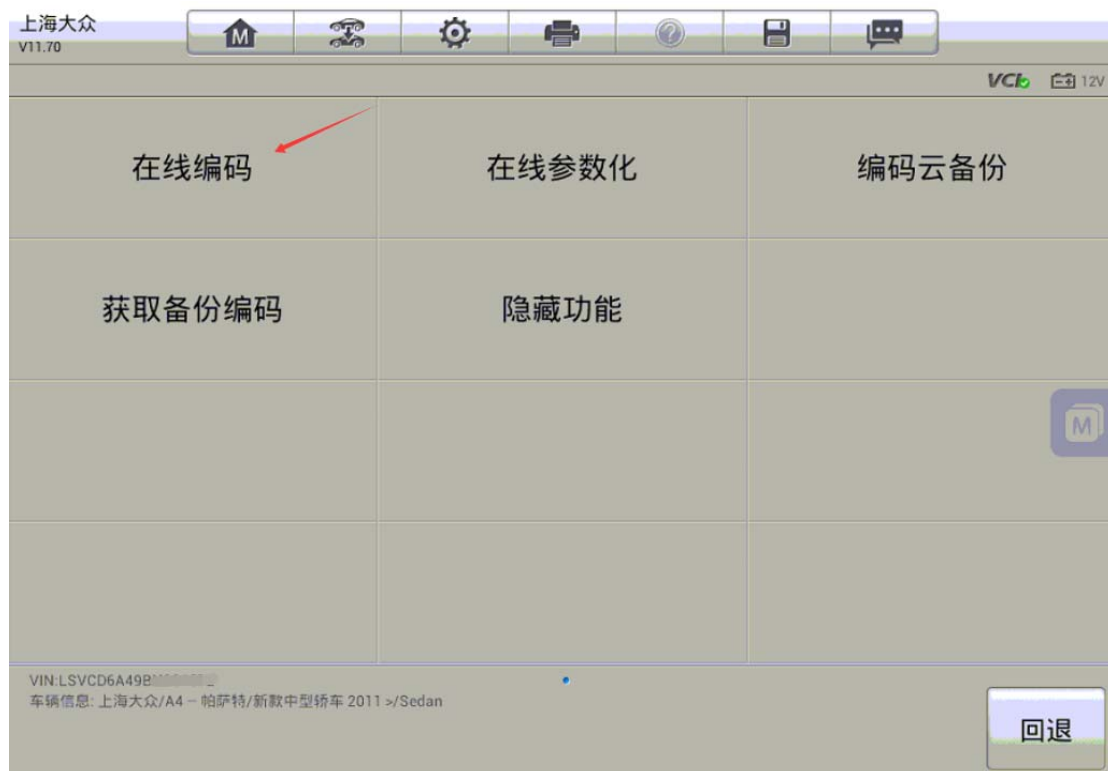 上海大众
V11.70
M
VCI 12V
在线编码
在线参数化
编码云备份
获取备份编码
隐藏功能
M
VIN:LSVCD6A49B
车辆信息: 上海大众/A4 – 帕萨特/新款中型轿车 2011 >/Sedan
回退